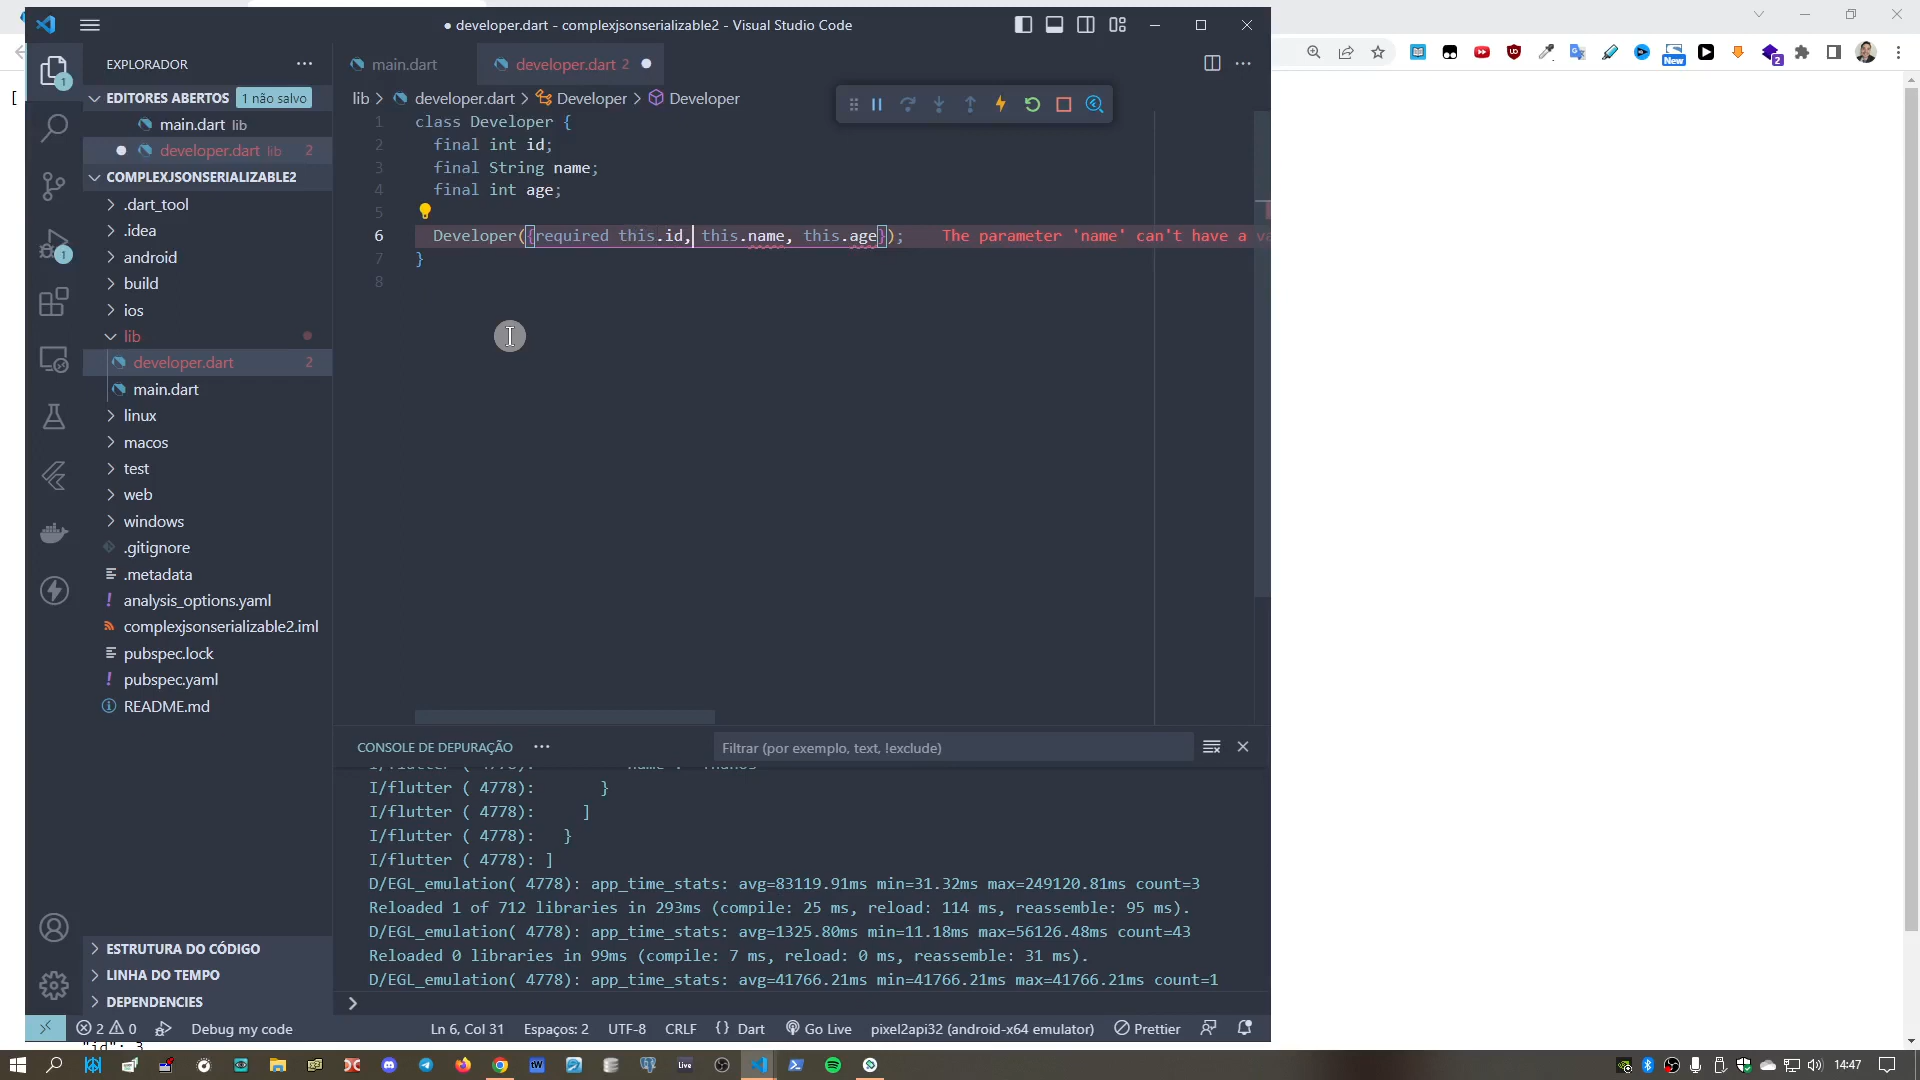 ● developer.dart - complexjsonserializable2 - Visual Studio Code
EXPLORADOR
EDITORES ABERTOS 1 não salvo
main.dart lib
developer.dart lib 2
COMPLEXJSONSERIALIZABLE2
.dart_tool
.idea
android
build
ios
lib
developer.dart 2
main.dart
linux
macos
test
web
windows
.gitignore
.metadata
analysis_options.yaml
complexjsonserializable2.iml
pubspec.lock
pubspec.yaml
README.md
ESTRUTURA DO CÓDIGO
LINHA DO TEMPO
DEPENDENCIES
main.dart
developer.dart 2
lib > developer.dart > Developer > Developer
1 class Developer {
2 final int id;
3 final String name;
4 final int age;
5
6 Developer({required this.id, this.name, this.age}); The parameter 'name' can't have a va
7 }
8
CONSOLE DE DEPURAÇÃO
Filtrar (por exemplo, text, !exclude)
I/flutter ( 4778): }
I/flutter ( 4778): ]
I/flutter ( 4778): }
I/flutter ( 4778): ]
D/EGL_emulation( 4778): app_time_stats: avg=83119.91ms min=31.32ms max=249120.81ms count=3
Reloaded 1 of 712 libraries in 293ms (compile: 25 ms, reload: 114 ms, reassemble: 95 ms).
D/EGL_emulation( 4778): app_time_stats: avg=1325.80ms min=11.18ms max=56126.48ms count=43
Reloaded 0 libraries in 99ms (compile: 7 ms, reload: 0 ms, reassemble: 31 ms).
D/EGL_emulation( 4778): app_time_stats: avg=41766.21ms min=41766.21ms max=41766.21ms count=1
2 0 Debug my code Ln 6, Col 31 Espaços: 2 UTF-8 CRLF {} Dart Go Live pixel2api32 (android-x64 emulator) Prettier
[
"id": 3
New
2
1
1
14:47